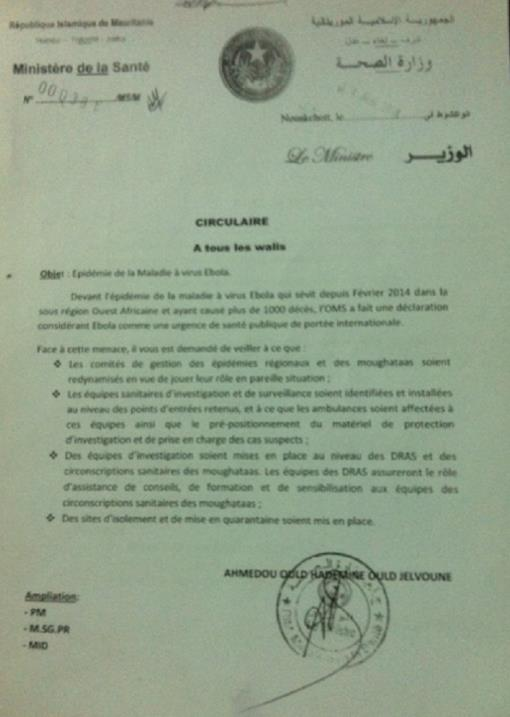 République Islamique de Mauritanie
الجمهورية الإسلامية الموريتانية
شرف - إخاء - عدل
Ministère de la Santé
وزارة الصحة
N° /MSM
Nouakchott, le
نواكشوط في
Le Ministre
الوزير
CIRCULAIRE
A tous les walis
Objet : Epidémie de la Maladie à virus Ebola.
Devant l'épidémie de la maladie à virus Ebola qui sévit depuis Février 2014 dans la
sous région Ouest Africaine et ayant causé plus de 1000 décès, l'OMS a fait une déclaration
considérant Ebola comme une urgence de santé publique de portée internationale.
Face à cette menace, il vous est demandé de veiller à ce que :
❖ Les comités de gestion des épidémies régionaux et des moughataas soient
redynamisés en vue de jouer leur rôle en pareille situation ;
❖ Les équipes sanitaires d'investigation et de surveillance soient identifiées et installées
au niveau des points d'entrées retenus, et à ce que les ambulances soient affectées à
ces équipes ainsi que le pré-positionnement du matériel de protection
d'investigation et de prise en charge des cas suspects ;
❖ Des équipes d'investigation soient mises en place au niveau des DRAS et des
circonscriptions sanitaires des moughataas. Les équipes des DRAS assureront le rôle
d'assistance de conseils, de formation et de sensibilisation aux équipes des
circonscriptions sanitaires des moughataas ;
❖ Des sites d'isolement et de mise en quarantaine soient mis en place.
AHMEDOU OULD HADEMINE OULD JELVOUNE
Ampliation:
- PM
- M.SG.PR
- MID